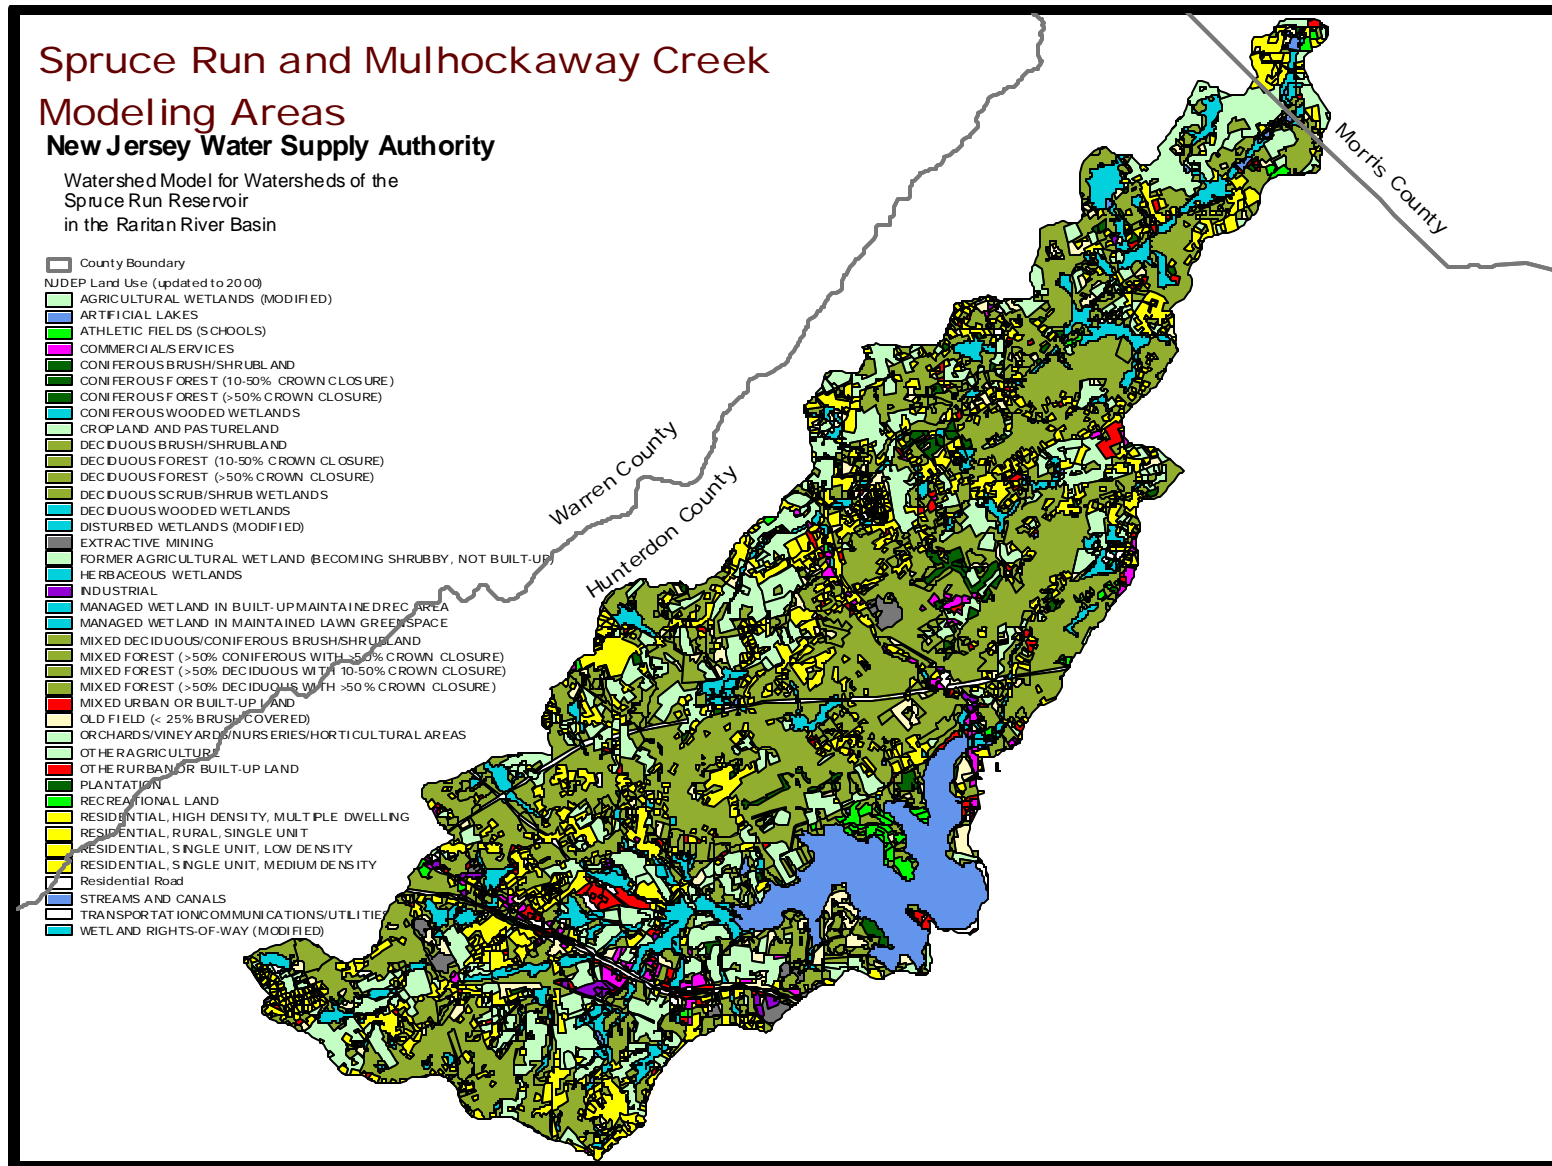 Spruce Run and Mulhockaway Creek
Modeling Areas
New Jersey Water Supply Authority
Watershed Model for Watersheds of the
Spruce Run Reservoir
in the Raritan River Basin
County Boundary
NJDEP Land Use (updated to 2000)
AGRICULTURAL WETLANDS (MODIFIED)
ARTIFICIAL LAKES
ATHLETIC FIELDS (SCHOOLS)
COMMERCIAL/SERVICES
CONIFEROUS BRUSH/SHRUBLAND
CONIFEROUS FOREST (10-50% CROWN CLOSURE)
CONIFEROUS FOREST (>50% CROWN CLOSURE)
CONIFEROUS WOODED WETLANDS
CROPLAND AND PASTURELAND
DECIDUOUS BRUSH/SHRUBLAND
DECIDUOUS FOREST (10-50% CROWN CLOSURE)
DECIDUOUS FOREST (>50% CROWN CLOSURE)
DECIDUOUS SCRUB/SHRUB WETLANDS
DECIDUOUS WOODED WETLANDS
DISTURBED WETLANDS (MODIFIED)
EXTRACTIVE MINING
FORMER AGRICULTURAL WETLAND (BECOMING SHRUBBY, NOT BUILT-UP)
HERBACEOUS WETLANDS
INDUSTRIAL
MANAGED WETLAND IN BUILT-UP MAINTAINED REC AREA
MANAGED WETLAND IN MAINTAINED LAWN GREENSPACE
MIXED DECIDUOUS/CONIFEROUS BRUSH/SHRUBLAND
MIXED FOREST (>50% CONIFEROUS WITH >50% CROWN CLOSURE)
MIXED FOREST (>50% DECIDUOUS WITH 10-50% CROWN CLOSURE)
MIXED FOREST (>50% DECIDUOUS WITH >50% CROWN CLOSURE)
MIXED URBAN OR BUILT-UP LAND
OLD FIELD (< 25% BRUSH COVERED)
ORCHARDS/VINEYARDS/NURSERIES/HORTICULTURAL AREAS
OTHER AGRICULTURE
OTHER URBAN OR BUILT-UP LAND
PLANTATION
RECREATIONAL LAND
RESIDENTIAL, HIGH DENSITY, MULTIPLE DWELLING
RESIDENTIAL, RURAL, SINGLE UNIT
RESIDENTIAL, SINGLE UNIT, LOW DENSITY
RESIDENTIAL, SINGLE UNIT, MEDIUM DENSITY
Residential Road
STREAMS AND CANALS
TRANSPORTATION/COMMUNICATIONS/UTILITIES
WETLAND RIGHTS-OF-WAY (MODIFIED)
Warren County
Hunterdon County
Morris County